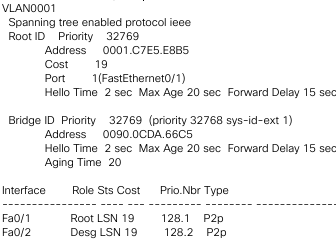 VLAN0001
Spanning tree enabled protocol ieee
Root ID Priority 32769
Address 0001.C7E5.E8B5
Cost 19
Port 1(FastEthernet0/1)
Hello Time 2 sec Max Age 20 sec Forward Delay 15 sec
Bridge ID Priority 32769 (priority 32768 sys-id-ext 1)
Address 0090.0CDA.66C5
Hello Time 2 sec Max Age 20 sec Forward Delay 15 sec
Aging Time 20
Interface Role Sts Cost Prio.Nbr Type
---------------- ---- --- --------- -------- --------------------------------
Fa0/1 Root LSN 19 128.1 P2p
Fa0/2 Desg LSN 19 128.2 P2p